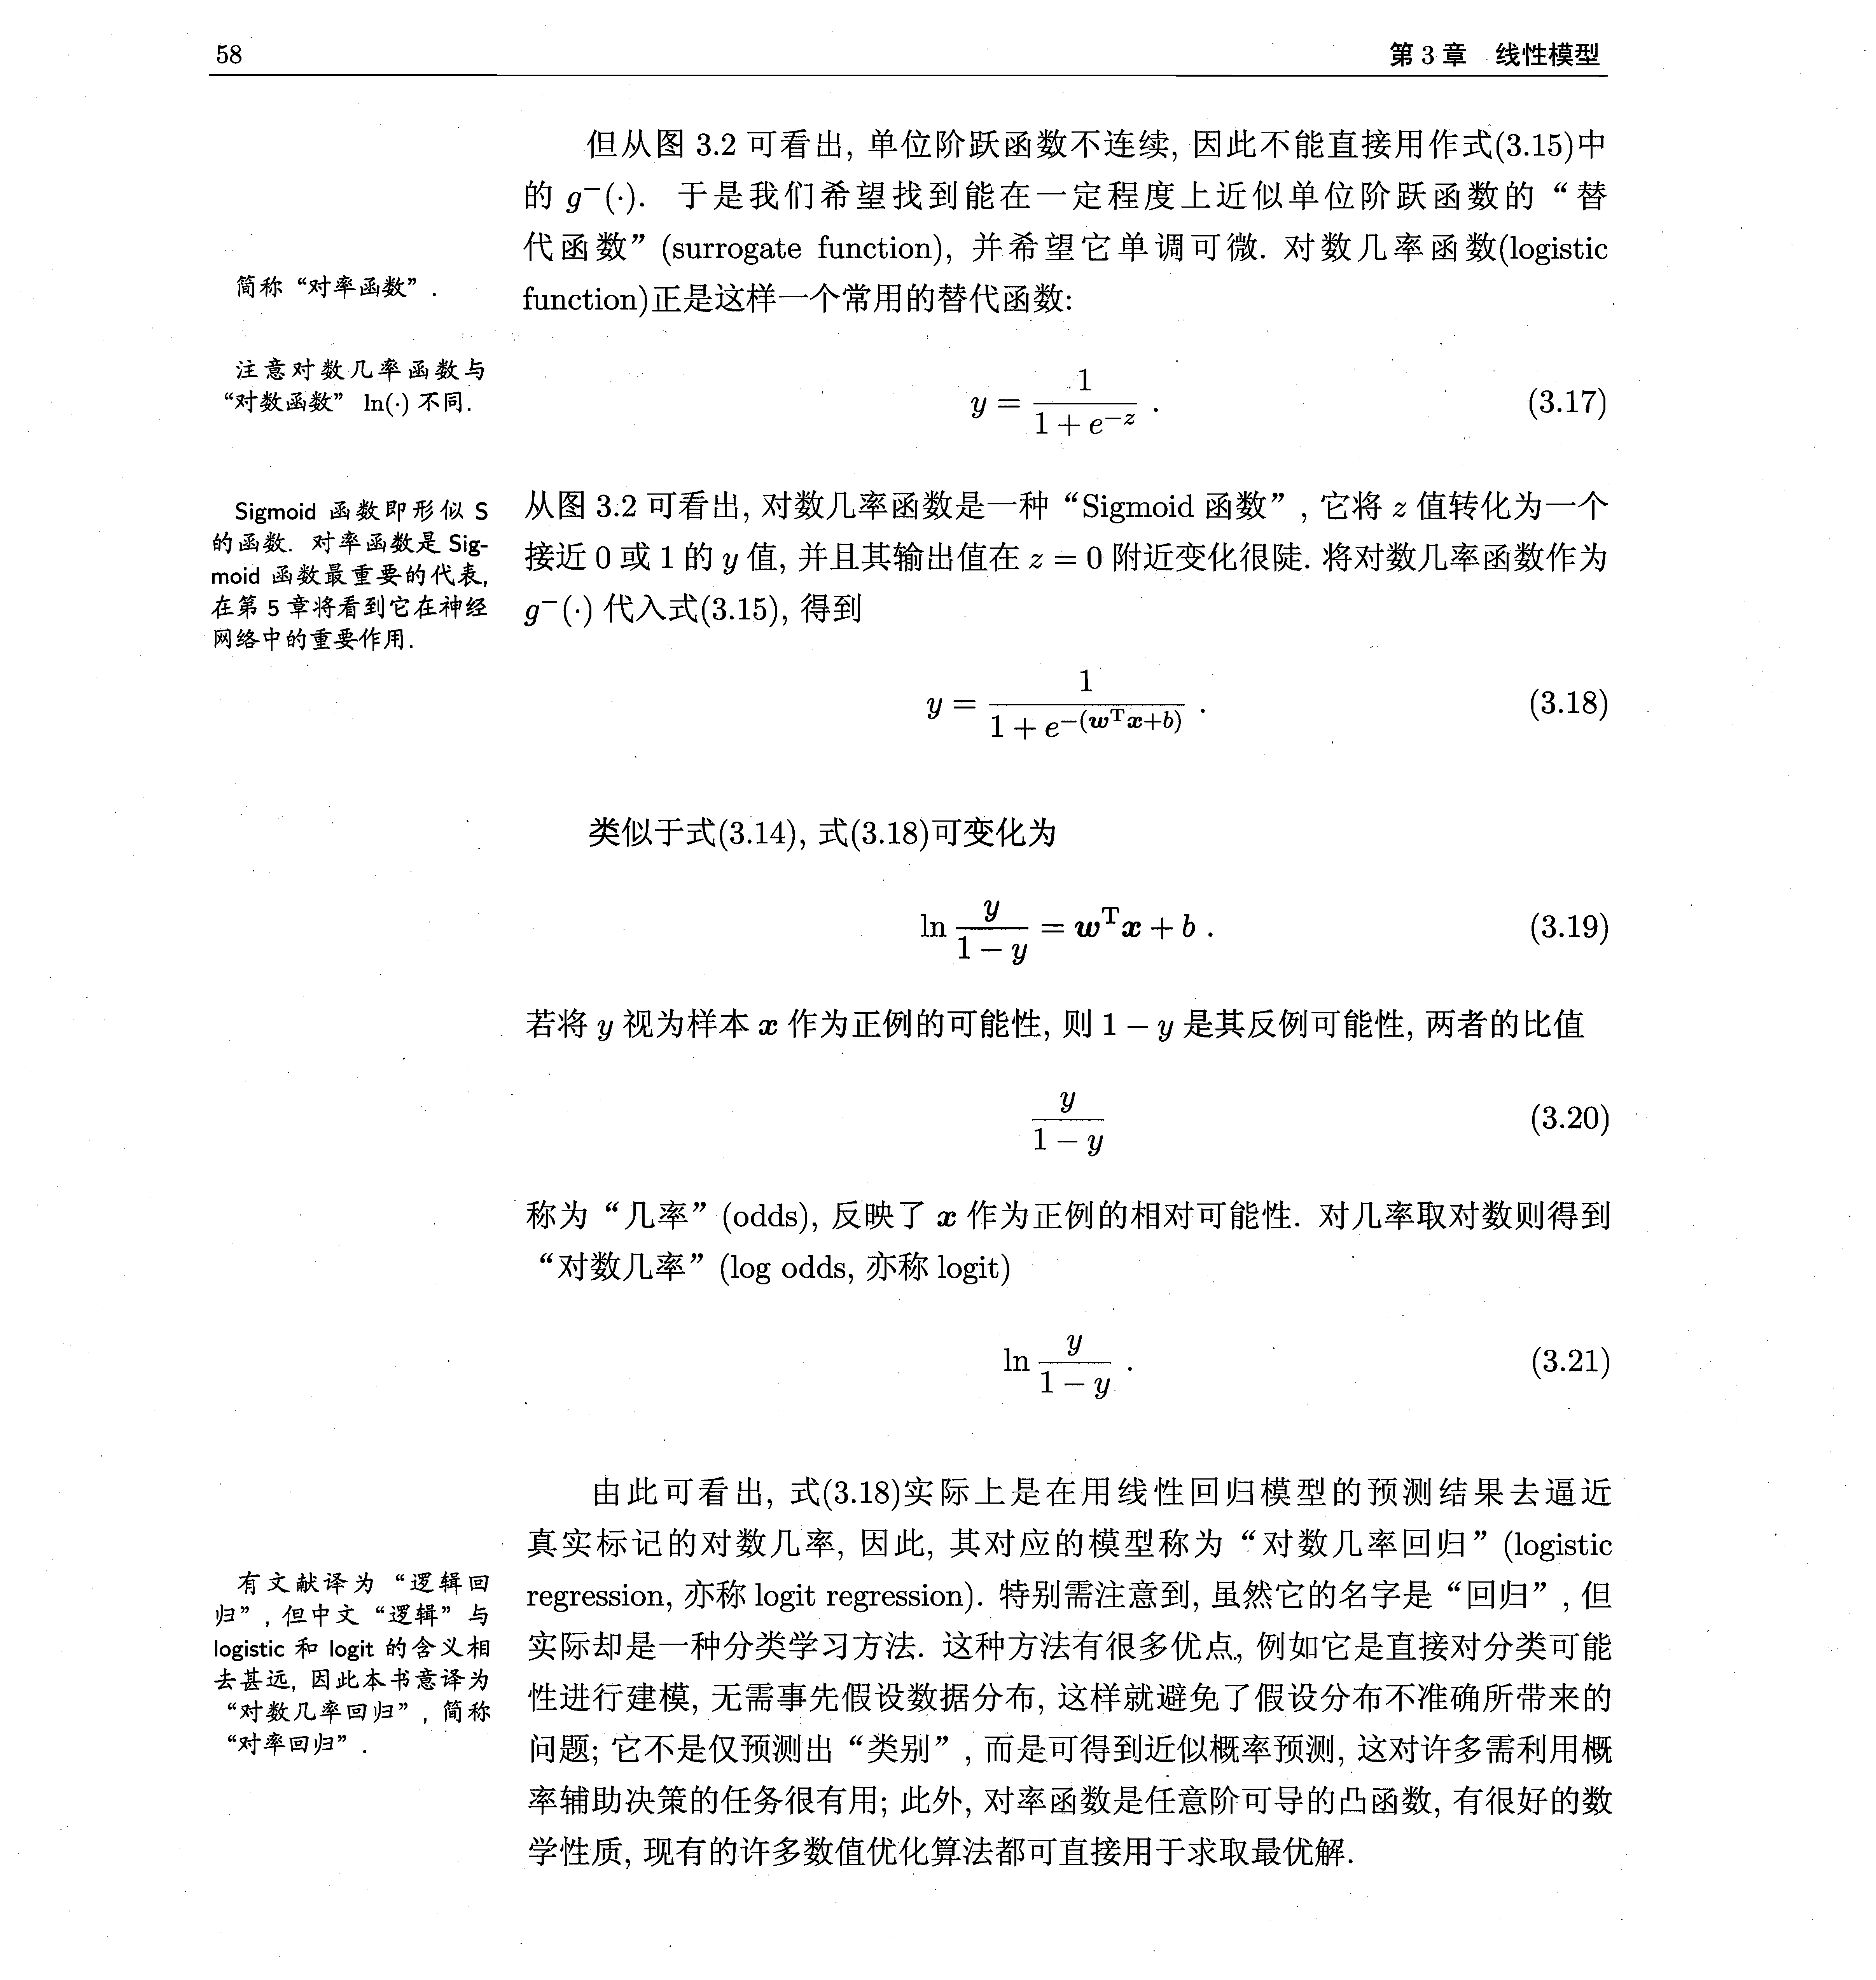 58
第 3 章 线性模型
但从图 3.2 可看出, 单位阶跃函数不连续, 因此不能直接用作式(3.15)中
的 g⁻(·). 于是我们希望找到能在一定程度上近似单位阶跃函数的“替
代函数”(surrogate function), 并希望它单调可微. 对数几率函数(logistic
function)正是这样一个常用的替代函数:
简称“对率函数”.
注意对数几率函数与
“对数函数” ln(·) 不同.
y = \frac{1}{1 + e^{-z}} . (3.17)
从图 3.2 可看出, 对数几率函数是一种“Sigmoid 函数”, 它将 z 值转化为一个
接近 0 或 1 的 y 值, 并且其输出值在 z = 0 附近变化很陡. 将对数几率函数作为
g⁻(·) 代入式(3.15), 得到
Sigmoid 函数即形似 S
的函数. 对率函数是 Sig-
moid 函数最重要的代表,
在第 5 章将看到它在神经
网络中的重要作用.
y = \frac{1}{1 + e^{-(w^T x+b)}} . (3.18)
类似于式(3.14), 式(3.18)可变化为
ln \frac{y}{1 - y} = w^T x + b . (3.19)
若将 y 视为样本 x 作为正例的可能性, 则 1 − y 是其反例可能性, 两者的比值
\frac{y}{1 - y} (3.20)
称为“几率”(odds), 反映了 x 作为正例的相对可能性. 对几率取对数则得到
“对数几率”(log odds, 亦称 logit)
ln \frac{y}{1 - y} . (3.21)
由此可看出, 式(3.18)实际上是在用线性回归模型的预测结果去逼近
真实标记的对数几率, 因此, 其对应的模型称为“对数几率回归”(logistic
regression, 亦称 logit regression). 特别需注意到, 虽然它的名字是“回归”, 但
实际却是一种分类学习方法. 这种方法有很多优点, 例如它是直接对分类可能
性进行建模, 无需事先假设数据分布, 这样就避免了假设分布不准确所带来的
问题; 它不是仅预测出“类别”, 而是可得到近似概率预测, 这对许多需利用概
率辅助决策的任务很有用; 此外, 对率函数是任意阶可导的凸函数, 有很好的数
学性质, 现有的许多数值优化算法都可直接用于求取最优解.
有文献译为“逻辑回
归”, 但中文“逻辑”与
logistic 和 logit 的含义相
去甚远, 因此本书意译为
“对数几率回归”, 简称
“对率回归”.